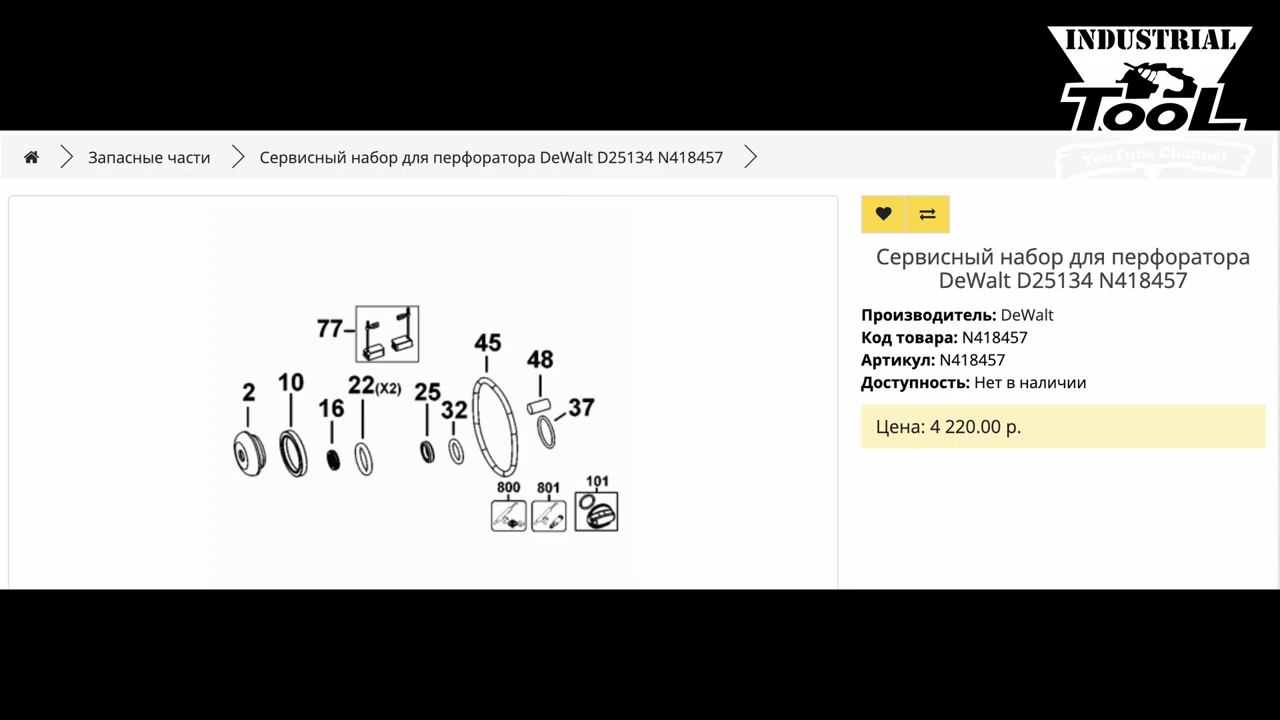 INDUSTRIAL
TOOL
YouTube Channel
Запасные части
Сервисный набор для перфоратора DeWalt D25134 N418457
Сервисный набор для перфоратора
DeWalt D25134 N418457
Производитель: DeWalt
Код товара: N418457
Артикул: N418457
Доступность: Нет в наличии
Цена: 4 220.00 р.
77
45
48
2
10
22(X2)
25
37
16
32
800
801
101